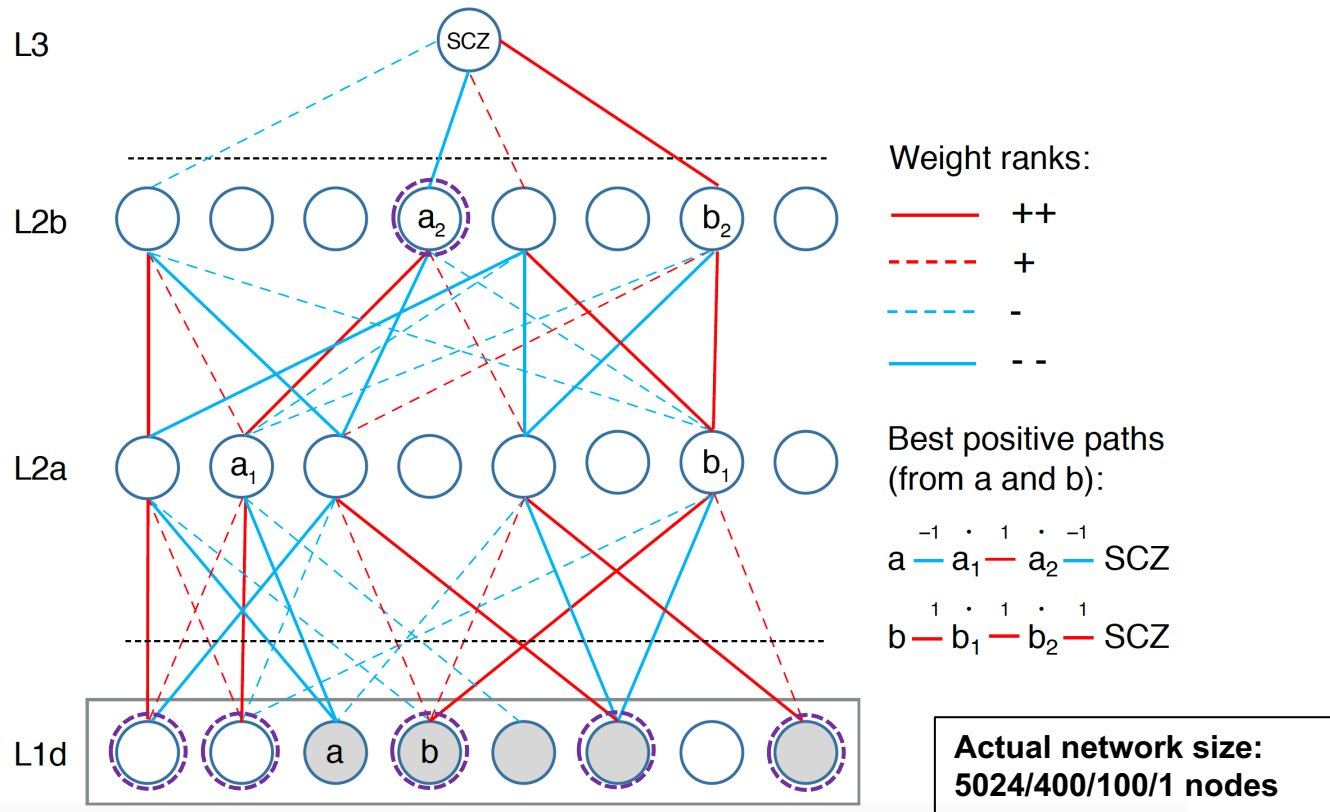 L3
SCZ
Weight ranks:
++
+
-
- -
L2b
a₂
b₂
L2a
a₁
b₁
Best positive paths
(from a and b):
−1 · 1 · −1
a — a₁ — a₂ — SCZ
1 · 1 · 1
b — b₁ — b₂ — SCZ
L1d
a
b
Actual network size:
5024/400/100/1 nodes